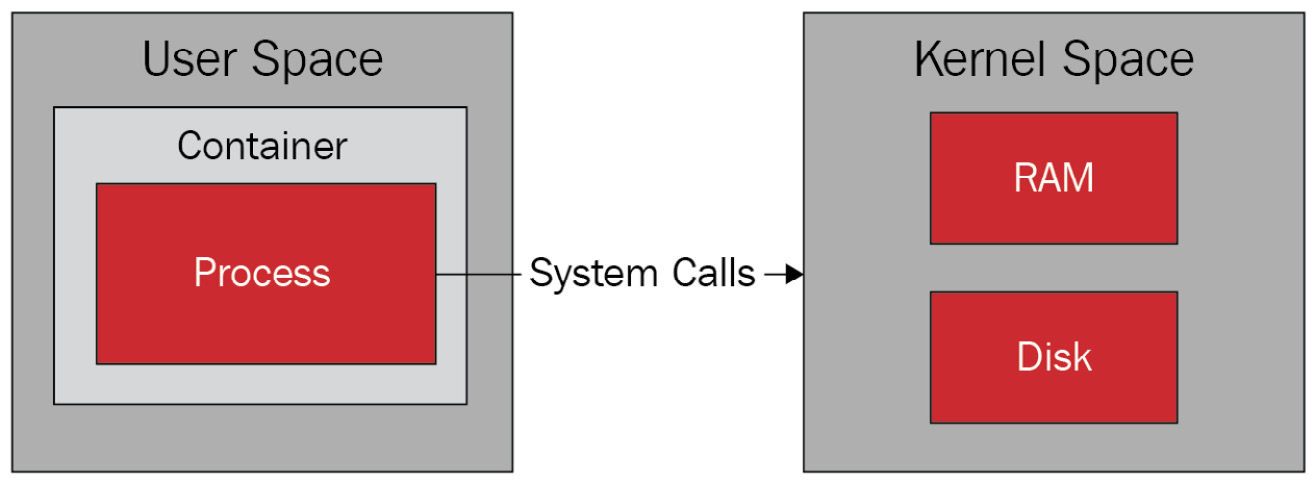 User Space
Container
Process
System Calls
Kernel Space
RAM
Disk